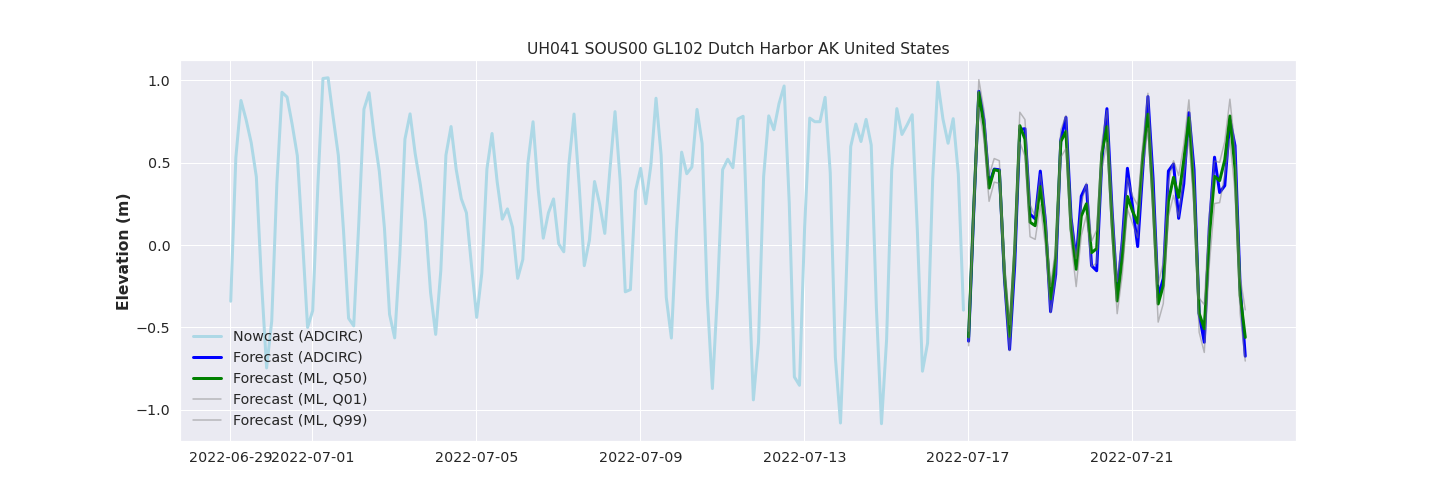 UH041 SOUS00 GL102 Dutch Harbor AK United States
Elevation (m)
1.0
0.5
0.0
−0.5
−1.0
Nowcast (ADCIRC)
Forecast (ADCIRC)
Forecast (ML, Q50)
Forecast (ML, Q01)
Forecast (ML, Q99)
2022-06-29 2022-07-01 2022-07-05 2022-07-09 2022-07-13 2022-07-17 2022-07-21